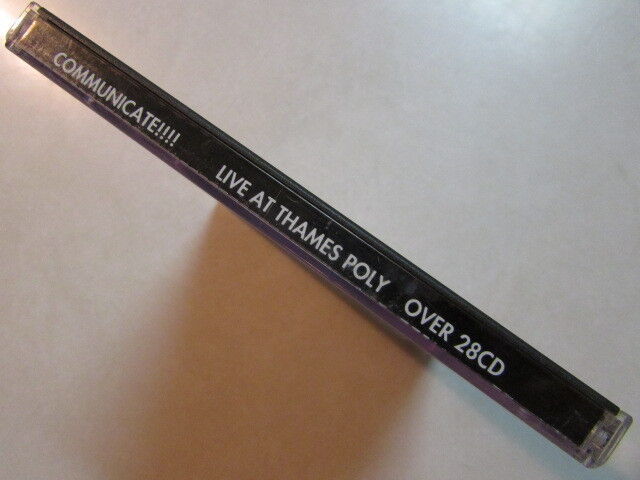 COMMUNICATE!!!! LIVE AT THAMES POLY OVER 28CD